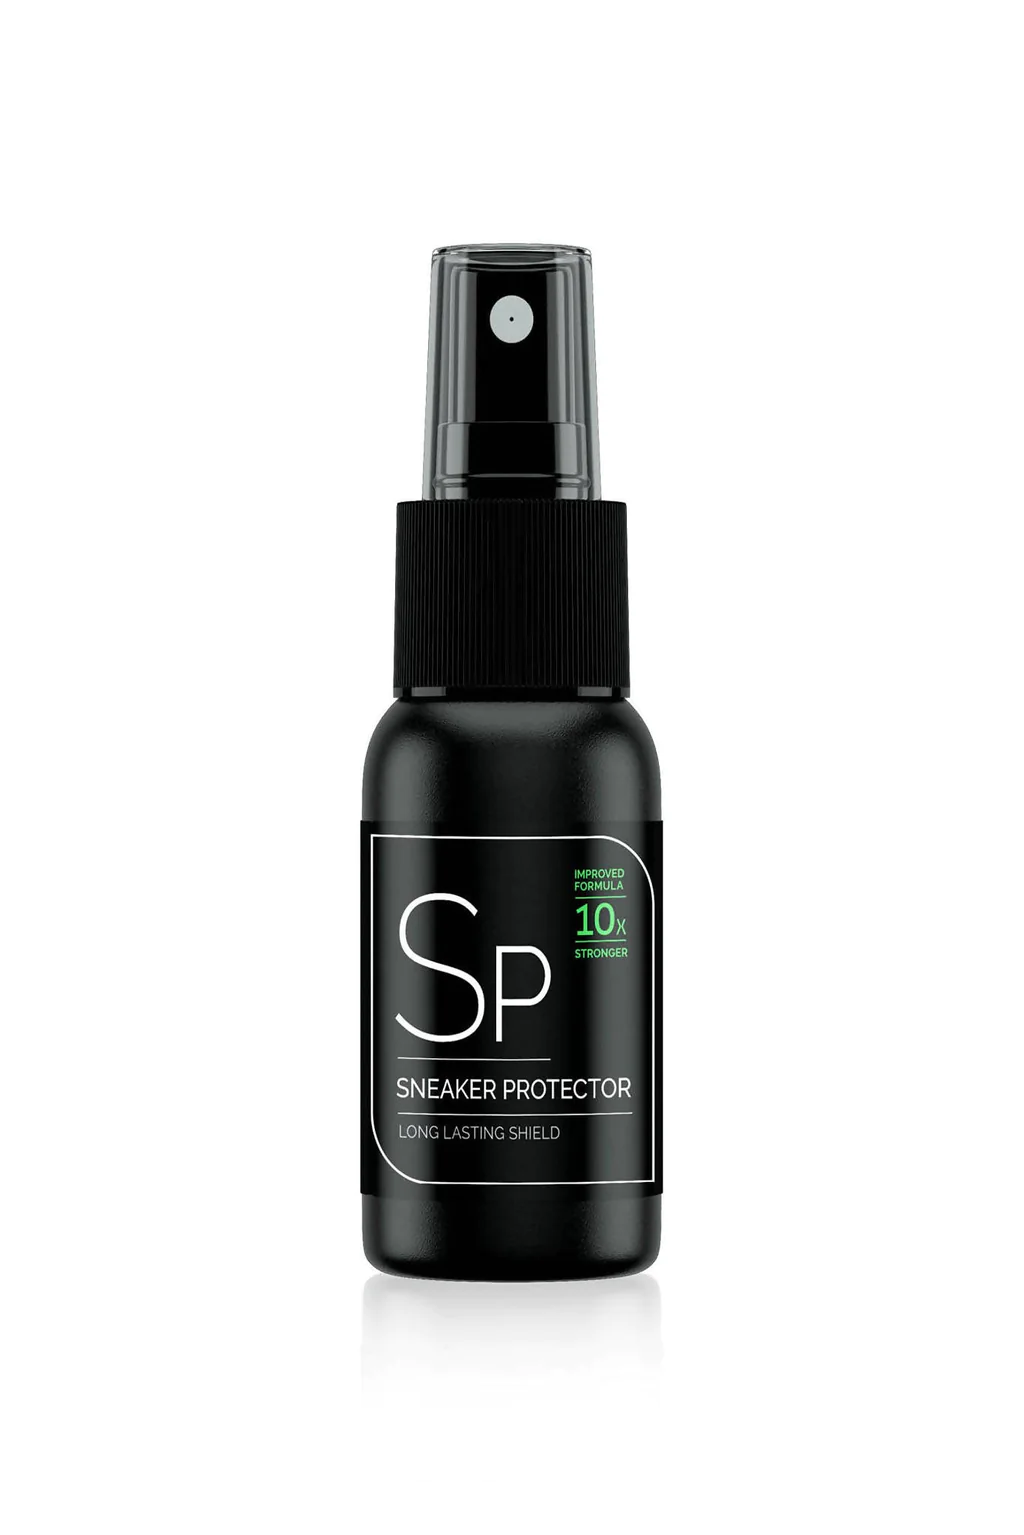 IMPROVED
FORMULA
10x
STRONGER
SP
SNEAKER PROTECTOR
LONG LASTING SHIELD